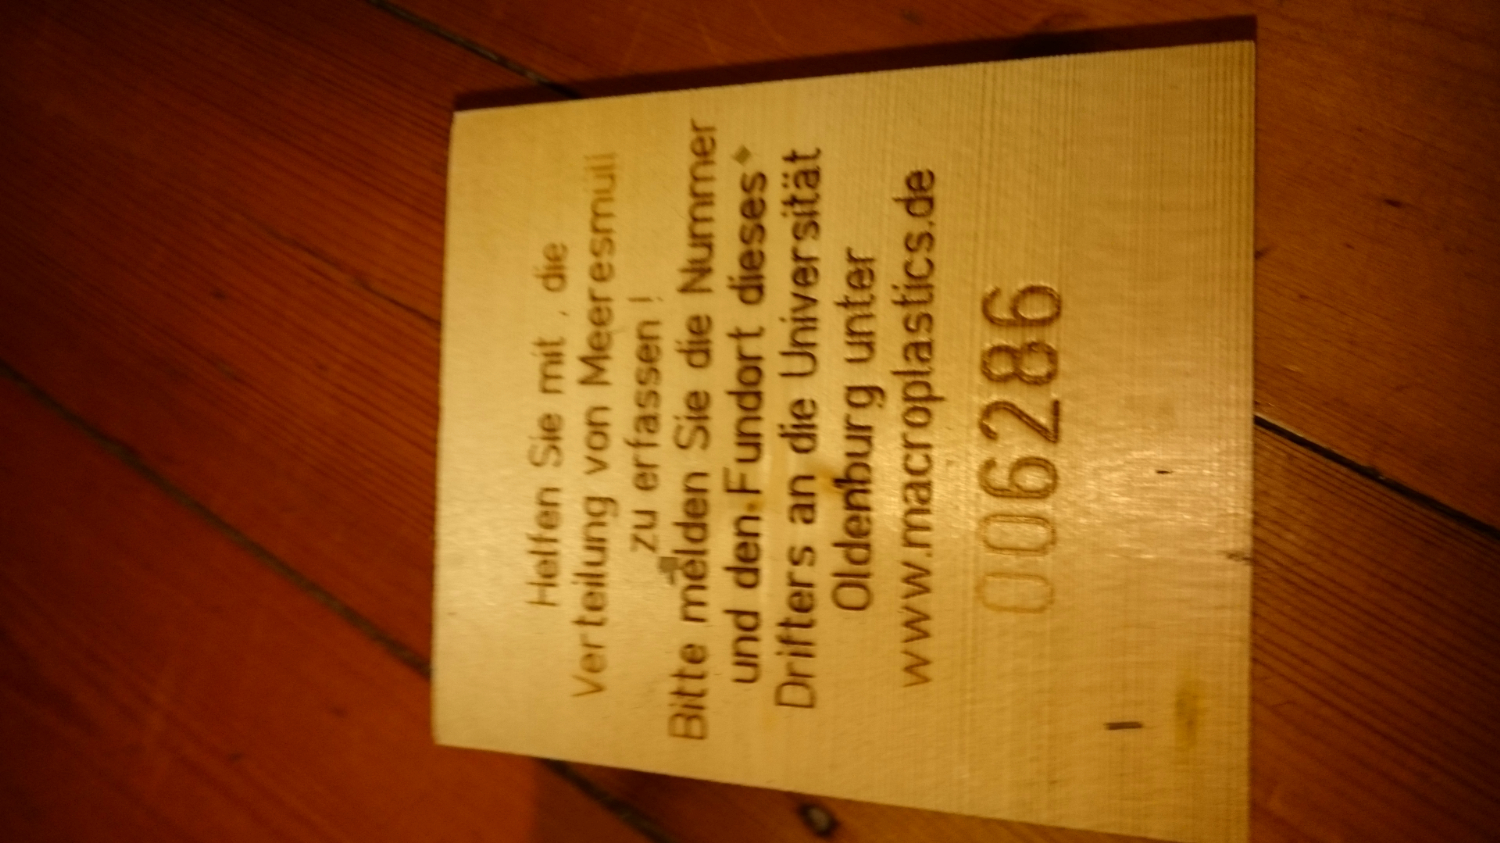 Helfen Sie mit , die
Verteilung von Meeresmüll
zu erfassen !
Bitte melden Sie die Nummer
und den Fundort dieses
Drifters an die Universität
Oldenburg unter
www.macroplastics.de
006286